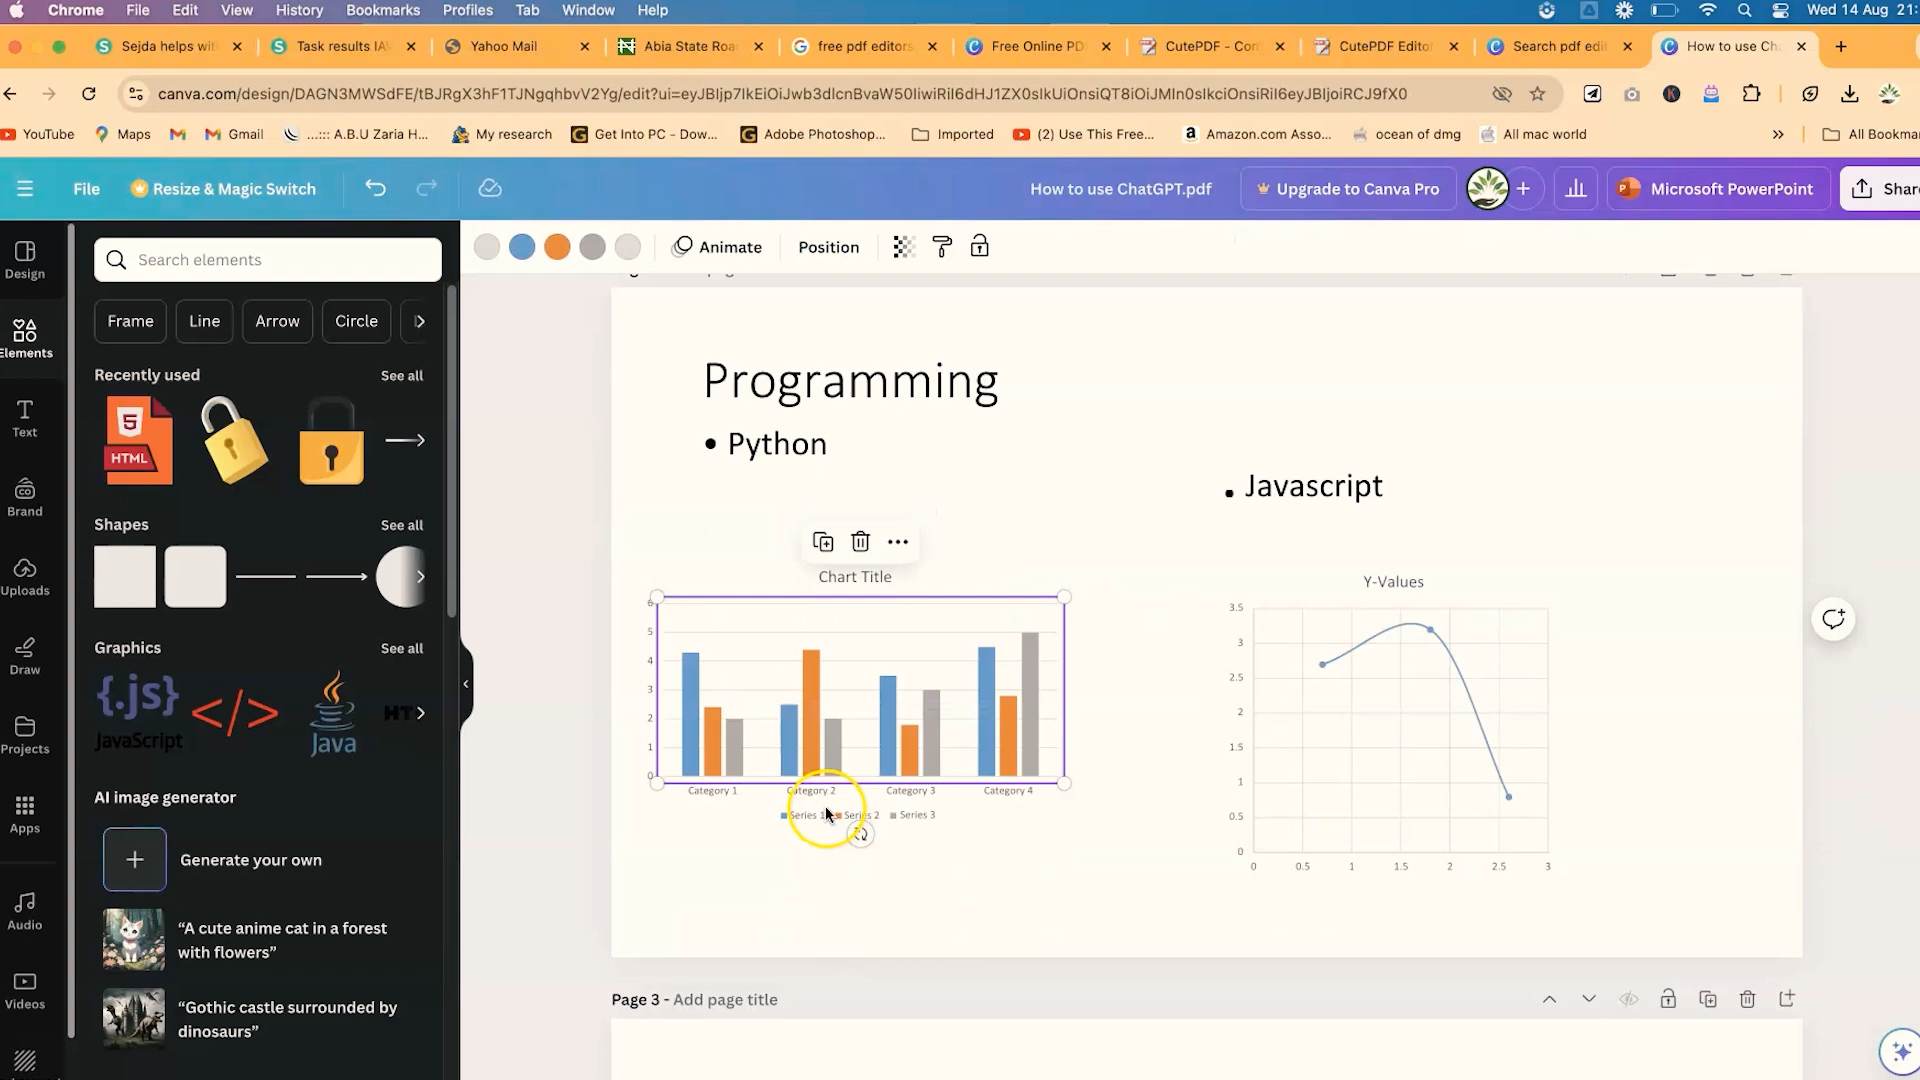 Chrome File Edit View History Bookmarks Profiles Tab Window Help Wed 14 Aug 21:
Sejda helps wit Task results IA Yahoo Mail Abia State Roa free pdf editors Free Online PD CutePDF - Con CutePDF Edito Search pdf edi How to use Ch
canva.com/design/DAGN3MWSdFE/tBJRgX3hF1TJNgqhbvV2Yg/edit?ui=eyJBIjp7IkEiOiJwb3dlcnBvaW50IiwiRiI6dHJ1ZX0sIkUiOnsiQT8iOiJMIn0sIkciOnsiRiI6eyJBIjoiRCJ9fX0
YouTube Maps Gmail ...::: A.B.U Zaria H... My research Get Into PC - Dow... Adobe Photoshop... Imported (2) Use This Free... Amazon.com Asso... ocean of dmg All mac world » All Bookmar
File Resize & Magic Switch How to use ChatGPT.pdf Upgrade to Canva Pro Microsoft PowerPoint Share
Animate Position
Design
Elements
Text
Brand
Uploads
Draw
Projects
Apps
Audio
Videos
Search elements
Frame Line Arrow Circle
Recently used See all
5
HTML
Shapes See all
Graphics See all
{.js}
JavaScript
</>
Java
HT
AI image generator
Generate your own
“A cute anime cat in a forest
with flowers”
“Gothic castle surrounded by
dinosaurs”
Programming
• Python
• Javascript
Chart Title
6
5
4
3
2
1
0
Category 1 Category 2 Category 3 Category 4
Series 1 Series 2 Series 3
Y-Values
3.5
3
2.5
2
1.5
1
0.5
0
0 0.5 1 1.5 2 2.5 3
Page 3 - Add page title